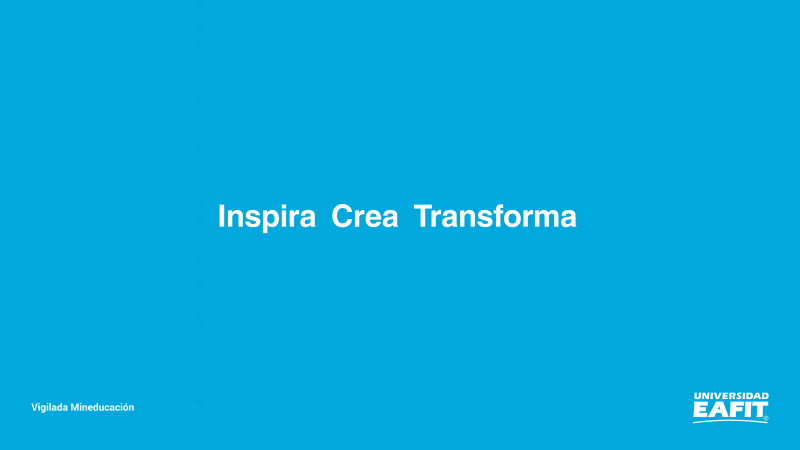 Inspira Crea Transforma
Vigilada Mineducación
UNIVERSIDAD
EAFIT®